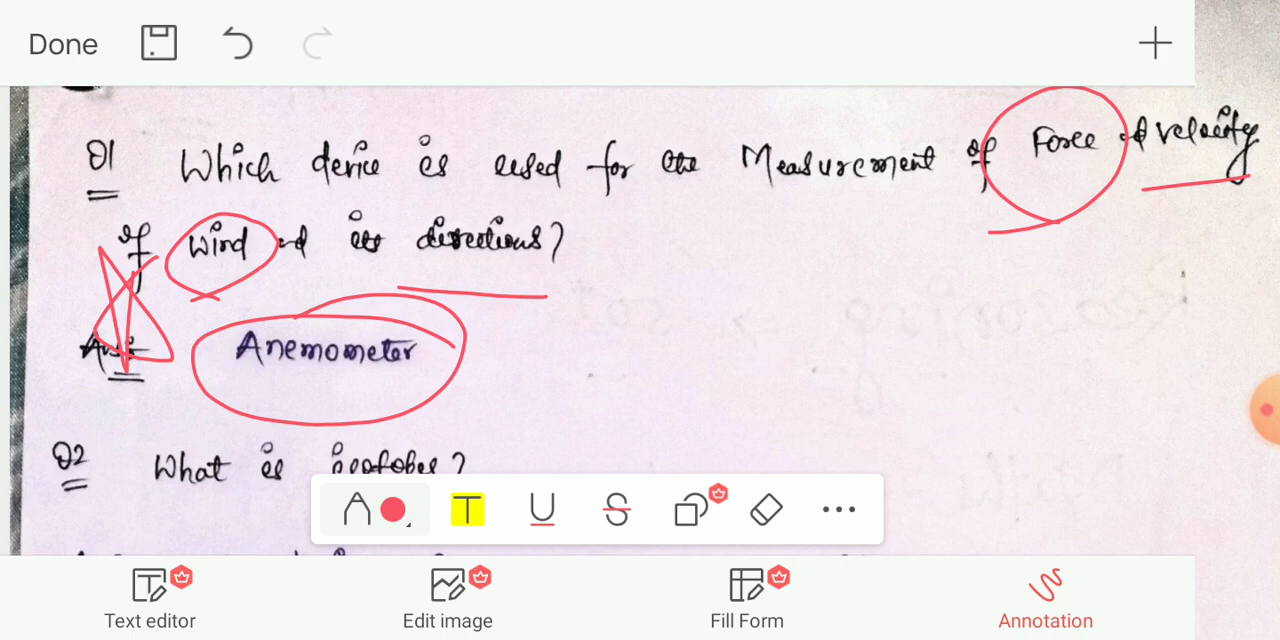 Done
Q1 Which device is used for the Measurement of Force & velocity
of wind and its directions?
Ans Anemometer
Q2 What is
Text editor Edit image Fill Form Annotation